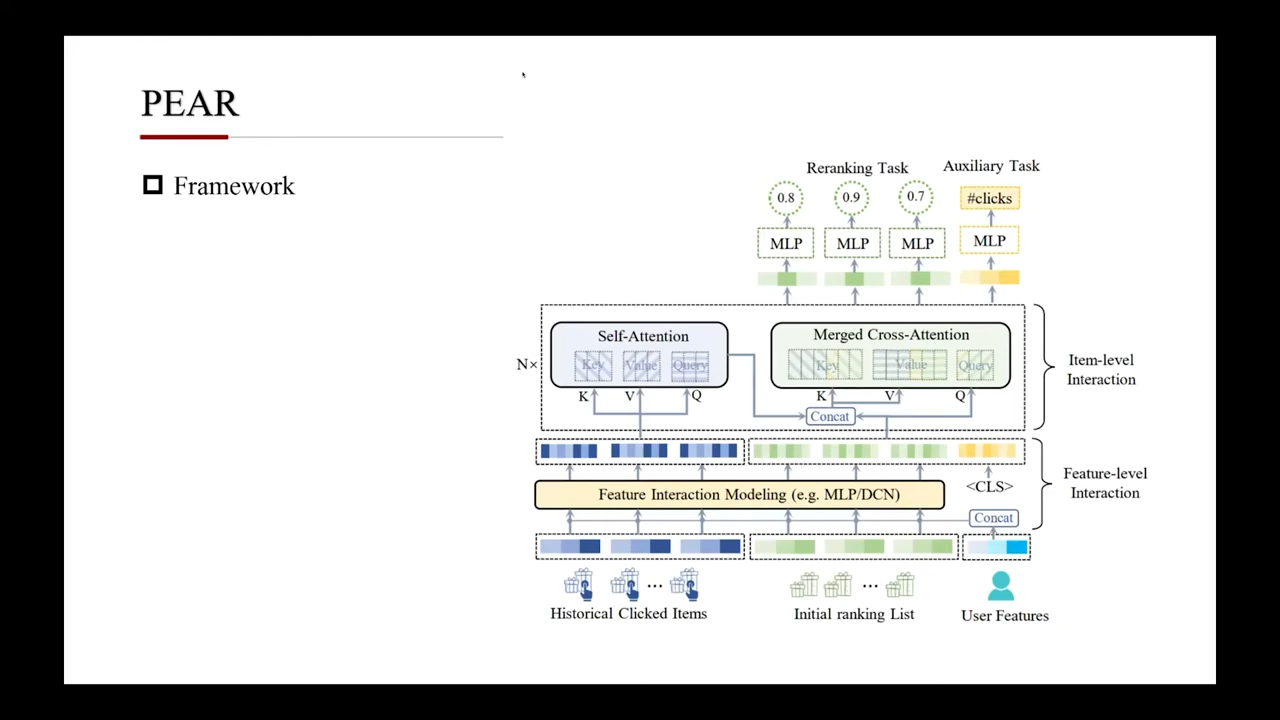 PEAR
Framework
Reranking Task
Auxiliary Task
0.8
0.9
0.7
#clicks
MLP
MLP
MLP
MLP
N×
Self-Attention
Key
Value
Query
K
V
Q
Merged Cross-Attention
Key
Value
Query
K
V
Q
Concat
Item-level
Interaction
<CLS>
Feature Interaction Modeling (e.g. MLP/DCN)
Concat
Feature-level
Interaction
...
...
Historical Clicked Items
Initial ranking List
User Features